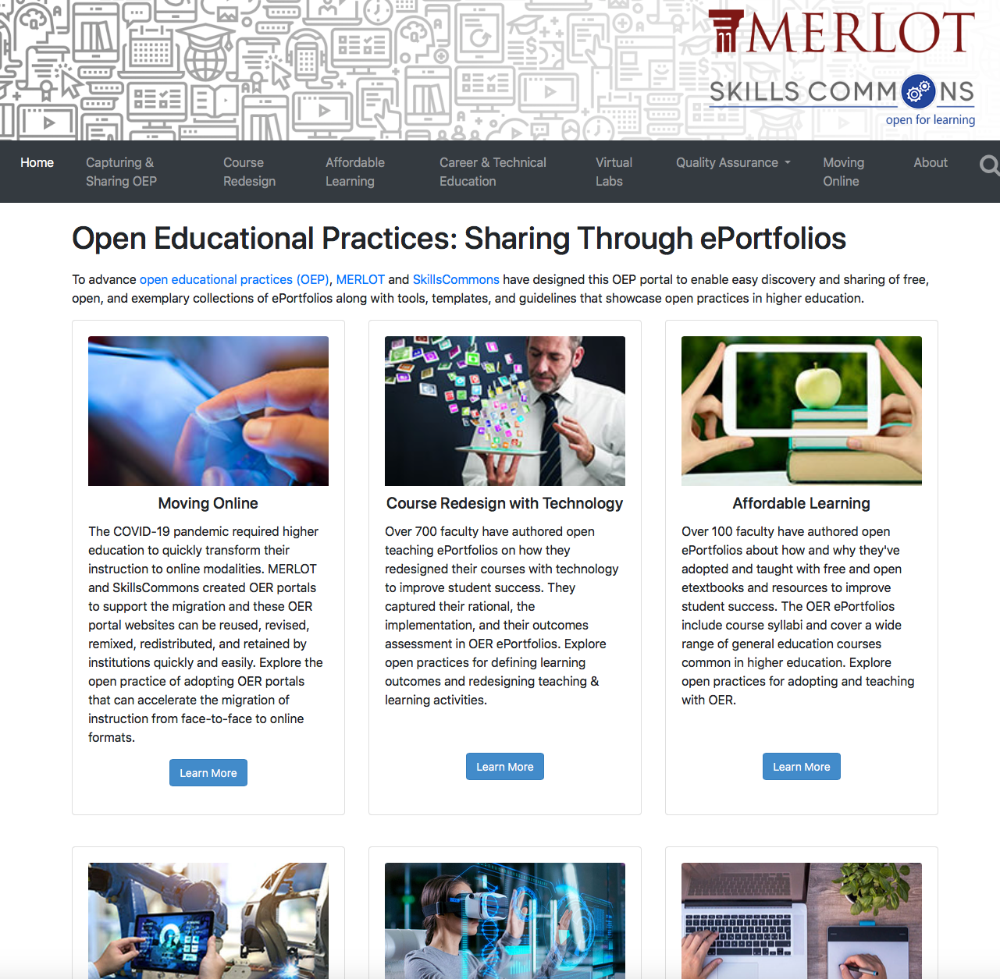 MERLOT
SKILLS COMMONS
open for learning
Home
Capturing &
Sharing OEP
Course
Redesign
Affordable
Learning
Career & Technical
Education
Virtual
Labs
Quality Assurance
Moving
Online
About
Open Educational Practices: Sharing Through ePortfolios
To advance open educational practices (OEP), MERLOT and SkillsCommons have designed this OEP portal to enable easy discovery and sharing of free,
open, and exemplary collections of ePortfolios along with tools, templates, and guidelines that showcase open practices in higher education.
Moving Online
The COVID-19 pandemic required higher
education to quickly transform their
instruction to online modalities. MERLOT
and SkillsCommons created OER portals
to support the migration and these OER
portal websites can be reused, revised,
remixed, redistributed, and retained by
institutions quickly and easily. Explore the
open practice of adopting OER portals
that can accelerate the migration of
instruction from face-to-face to online
formats.
Learn More
Course Redesign with Technology
Over 700 faculty have authored open
teaching ePortfolios on how they
redesigned their courses with technology
to improve student success. They
captured their rational, the
implementation, and their outcomes
assessment in OER ePortfolios. Explore
open practices for defining learning
outcomes and redesigning teaching &
learning activities.
Learn More
Affordable Learning
Over 100 faculty have authored open
ePortfolios about how and why they've
adopted and taught with free and open
etextbooks and resources to improve
student success. The OER ePortfolios
include course syllabi and cover a wide
range of general education courses
common in higher education. Explore
open practices for adopting and teaching
with OER.
Learn More